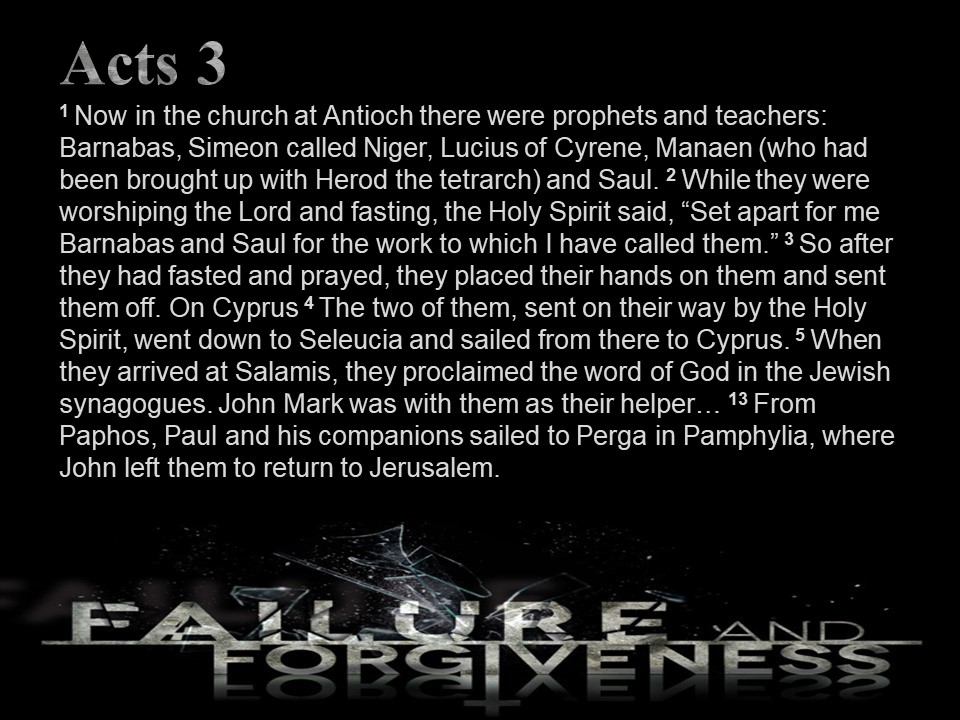 Acts 3
1 Now in the church at Antioch there were prophets and teachers:
Barnabas, Simeon called Niger, Lucius of Cyrene, Manaen (who had
been brought up with Herod the tetrarch) and Saul. 2 While they were
worshiping the Lord and fasting, the Holy Spirit said, “Set apart for me
Barnabas and Saul for the work to which I have called them.” 3 So after
they had fasted and prayed, they placed their hands on them and sent
them off. On Cyprus 4 The two of them, sent on their way by the Holy
Spirit, went down to Seleucia and sailed from there to Cyprus. 5 When
they arrived at Salamis, they proclaimed the word of God in the Jewish
synagogues. John Mark was with them as their helper… 13 From
Paphos, Paul and his companions sailed to Perga in Pamphylia, where
John left them to return to Jerusalem.
FAILURE AND
FORGIVENESS